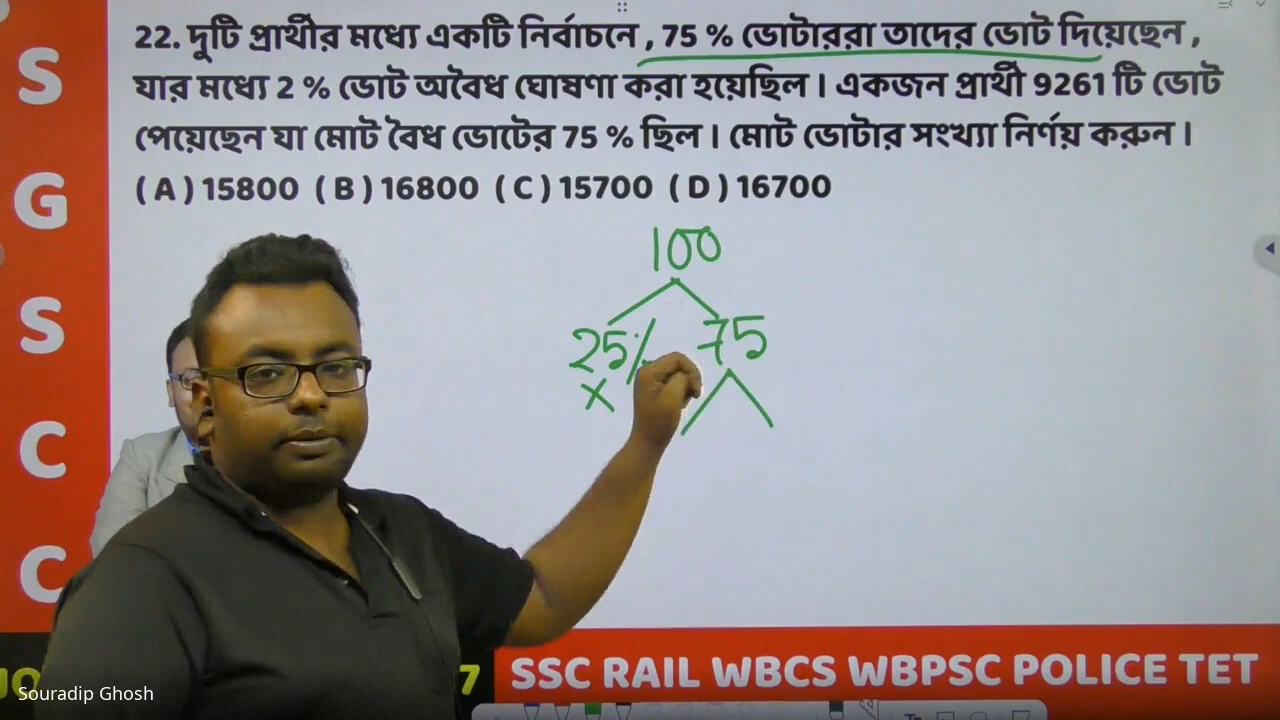 S
G
S
C
C
22. দুটি প্রার্থীর মধ্যে একটি নির্বাচনে , 75 % ভোটাররা তাদের ভোট দিয়েছেন ,
যার মধ্যে 2 % ভোট অবৈধ ঘোষণা করা হয়েছিল । একজন প্রার্থী 9261 টি ভোট
পেয়েছেন যা মোট বৈধ ভোটের 75 % ছিল । মোট ভোটার সংখ্যা নির্ণয় করুন ।
( A ) 15800 ( B ) 16800 ( C ) 15700 ( D ) 16700
100
25% 75
×
7 SSC RAIL WBCS WBPSC POLICE TET
Souradip Ghosh